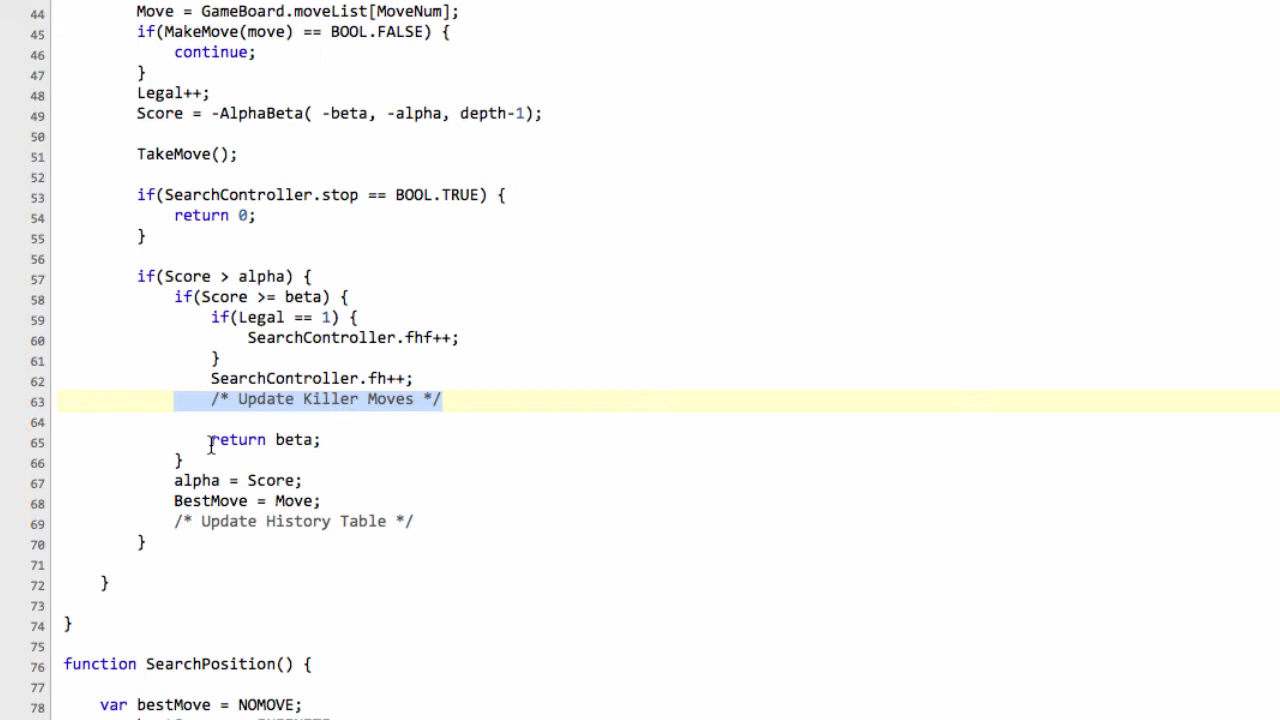 44 Move = GameBoard.moveList[MoveNum];
45 if(MakeMove(move) == BOOL.FALSE) {
46 continue;
47 }
48 Legal++;
49 Score = -AlphaBeta( -beta, -alpha, depth-1);
50
51 TakeMove();
52
53 if(SearchController.stop == BOOL.TRUE) {
54 return 0;
55 }
56
57 if(Score > alpha) {
58 if(Score >= beta) {
59 if(Legal == 1) {
60 SearchController.fhf++;
61 }
62 SearchController.fh++;
63 /* Update Killer Moves */
64
65 return beta;
66 }
67 alpha = Score;
68 BestMove = Move;
69 /* Update History Table */
70 }
71
72 }
73
74 }
75
76 function SearchPosition() {
77
78 var bestMove = NOMOVE;